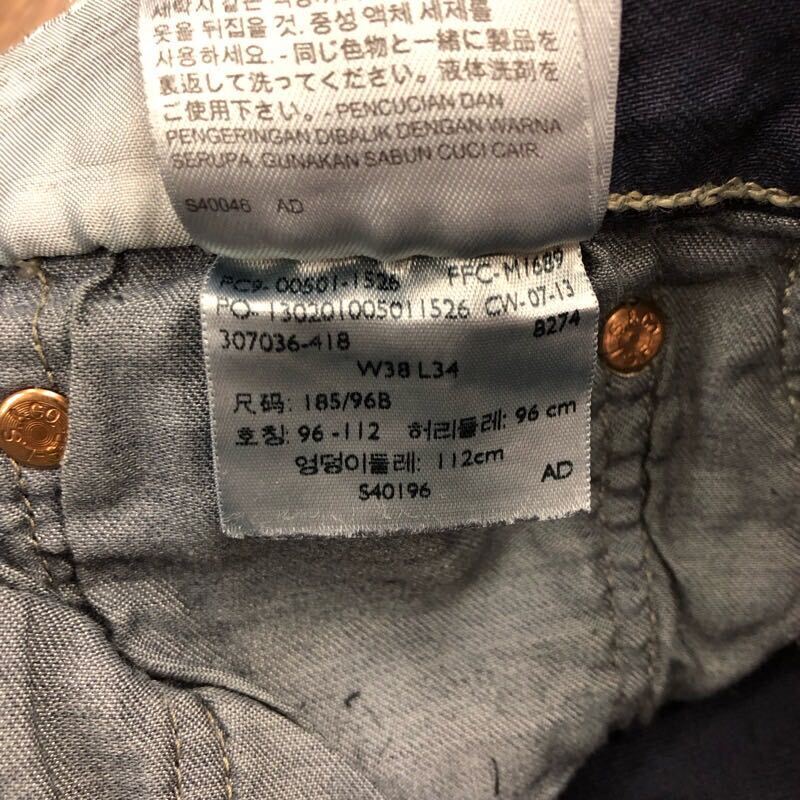 옷을 뒤집을 것. 중성 액체 세제를
사용하세요. - 同じ色物と一緒に製品を
裏返して洗ってください。液体洗剤を
ご使用下さい。- PENCUCIAN DAN
PENGERINGAN DIBALIK DENGAN WARNA
SERUPA. GUNAKAN SABUN CUCI CAIR.
S40046 AD
PC9-00501-1526 FFC-M1689
PO-130201005011526 CW-07-13
307036-418 8274
W38 L34
尺码: 185/96B
호칭: 96-112 허리둘레: 96 cm
엉덩이둘레: 112cm
S40196 AD